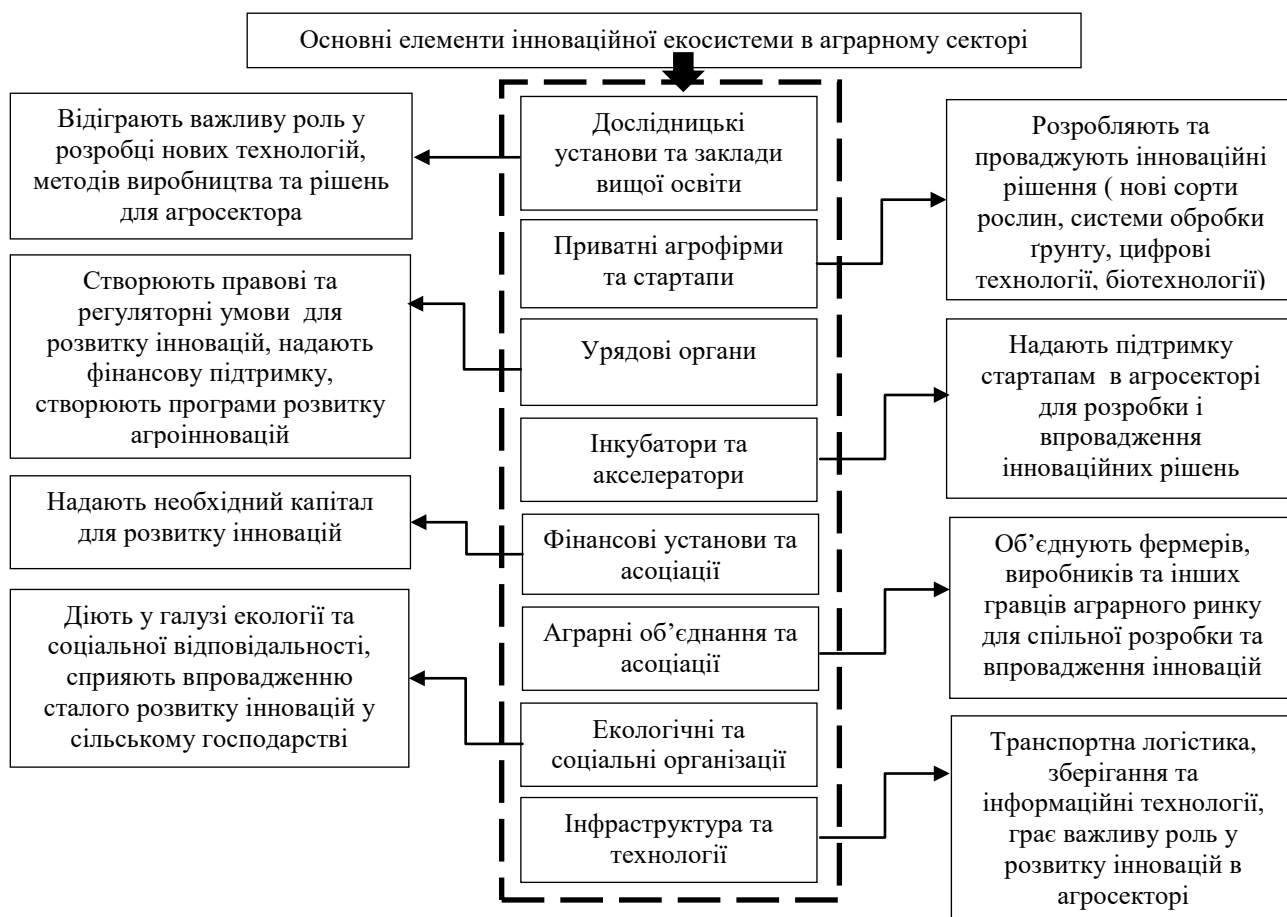 Основні елементи інноваційної екосистеми в аграрному секторі
Відіграють важливу роль у
розробці нових технологій,
методів виробництва та рішень
для агросектора
Дослідницькі
установи та заклади
вищої освіти
Розробляють та
проваджують інноваційні
рішення ( нові сорти
рослин, системи обробки
ґрунту, цифрові
технології, біотехнології)
Приватні агрофірми
та стартапи
Створюють правові та
регуляторні умови для
розвитку інновацій, надають
фінансову підтримку,
створюють програми розвитку
агроінновацій
Урядові органи
Надають підтримку
стартапам в агросекторі
для розробки і
впровадження
інноваційних рішень
Інкубатори та
акселератори
Надають необхідний капітал
для розвитку інновацій
Фінансові установи та
асоціації
Об’єднують фермерів,
виробників та інших
гравців аграрного ринку
для спільної розробки та
впровадження інновацій
Аграрні об’єднання та
асоціації
Діють у галузі екології та
соціальної відповідальності,
сприяють впровадженню
сталого розвитку інновацій у
сільському господарстві
Екологічні та
соціальні організації
Транспортна логістика,
зберігання та
інформаційні технології,
грає важливу роль у
розвитку інновацій в
агросекторі
Інфраструктура та
технології